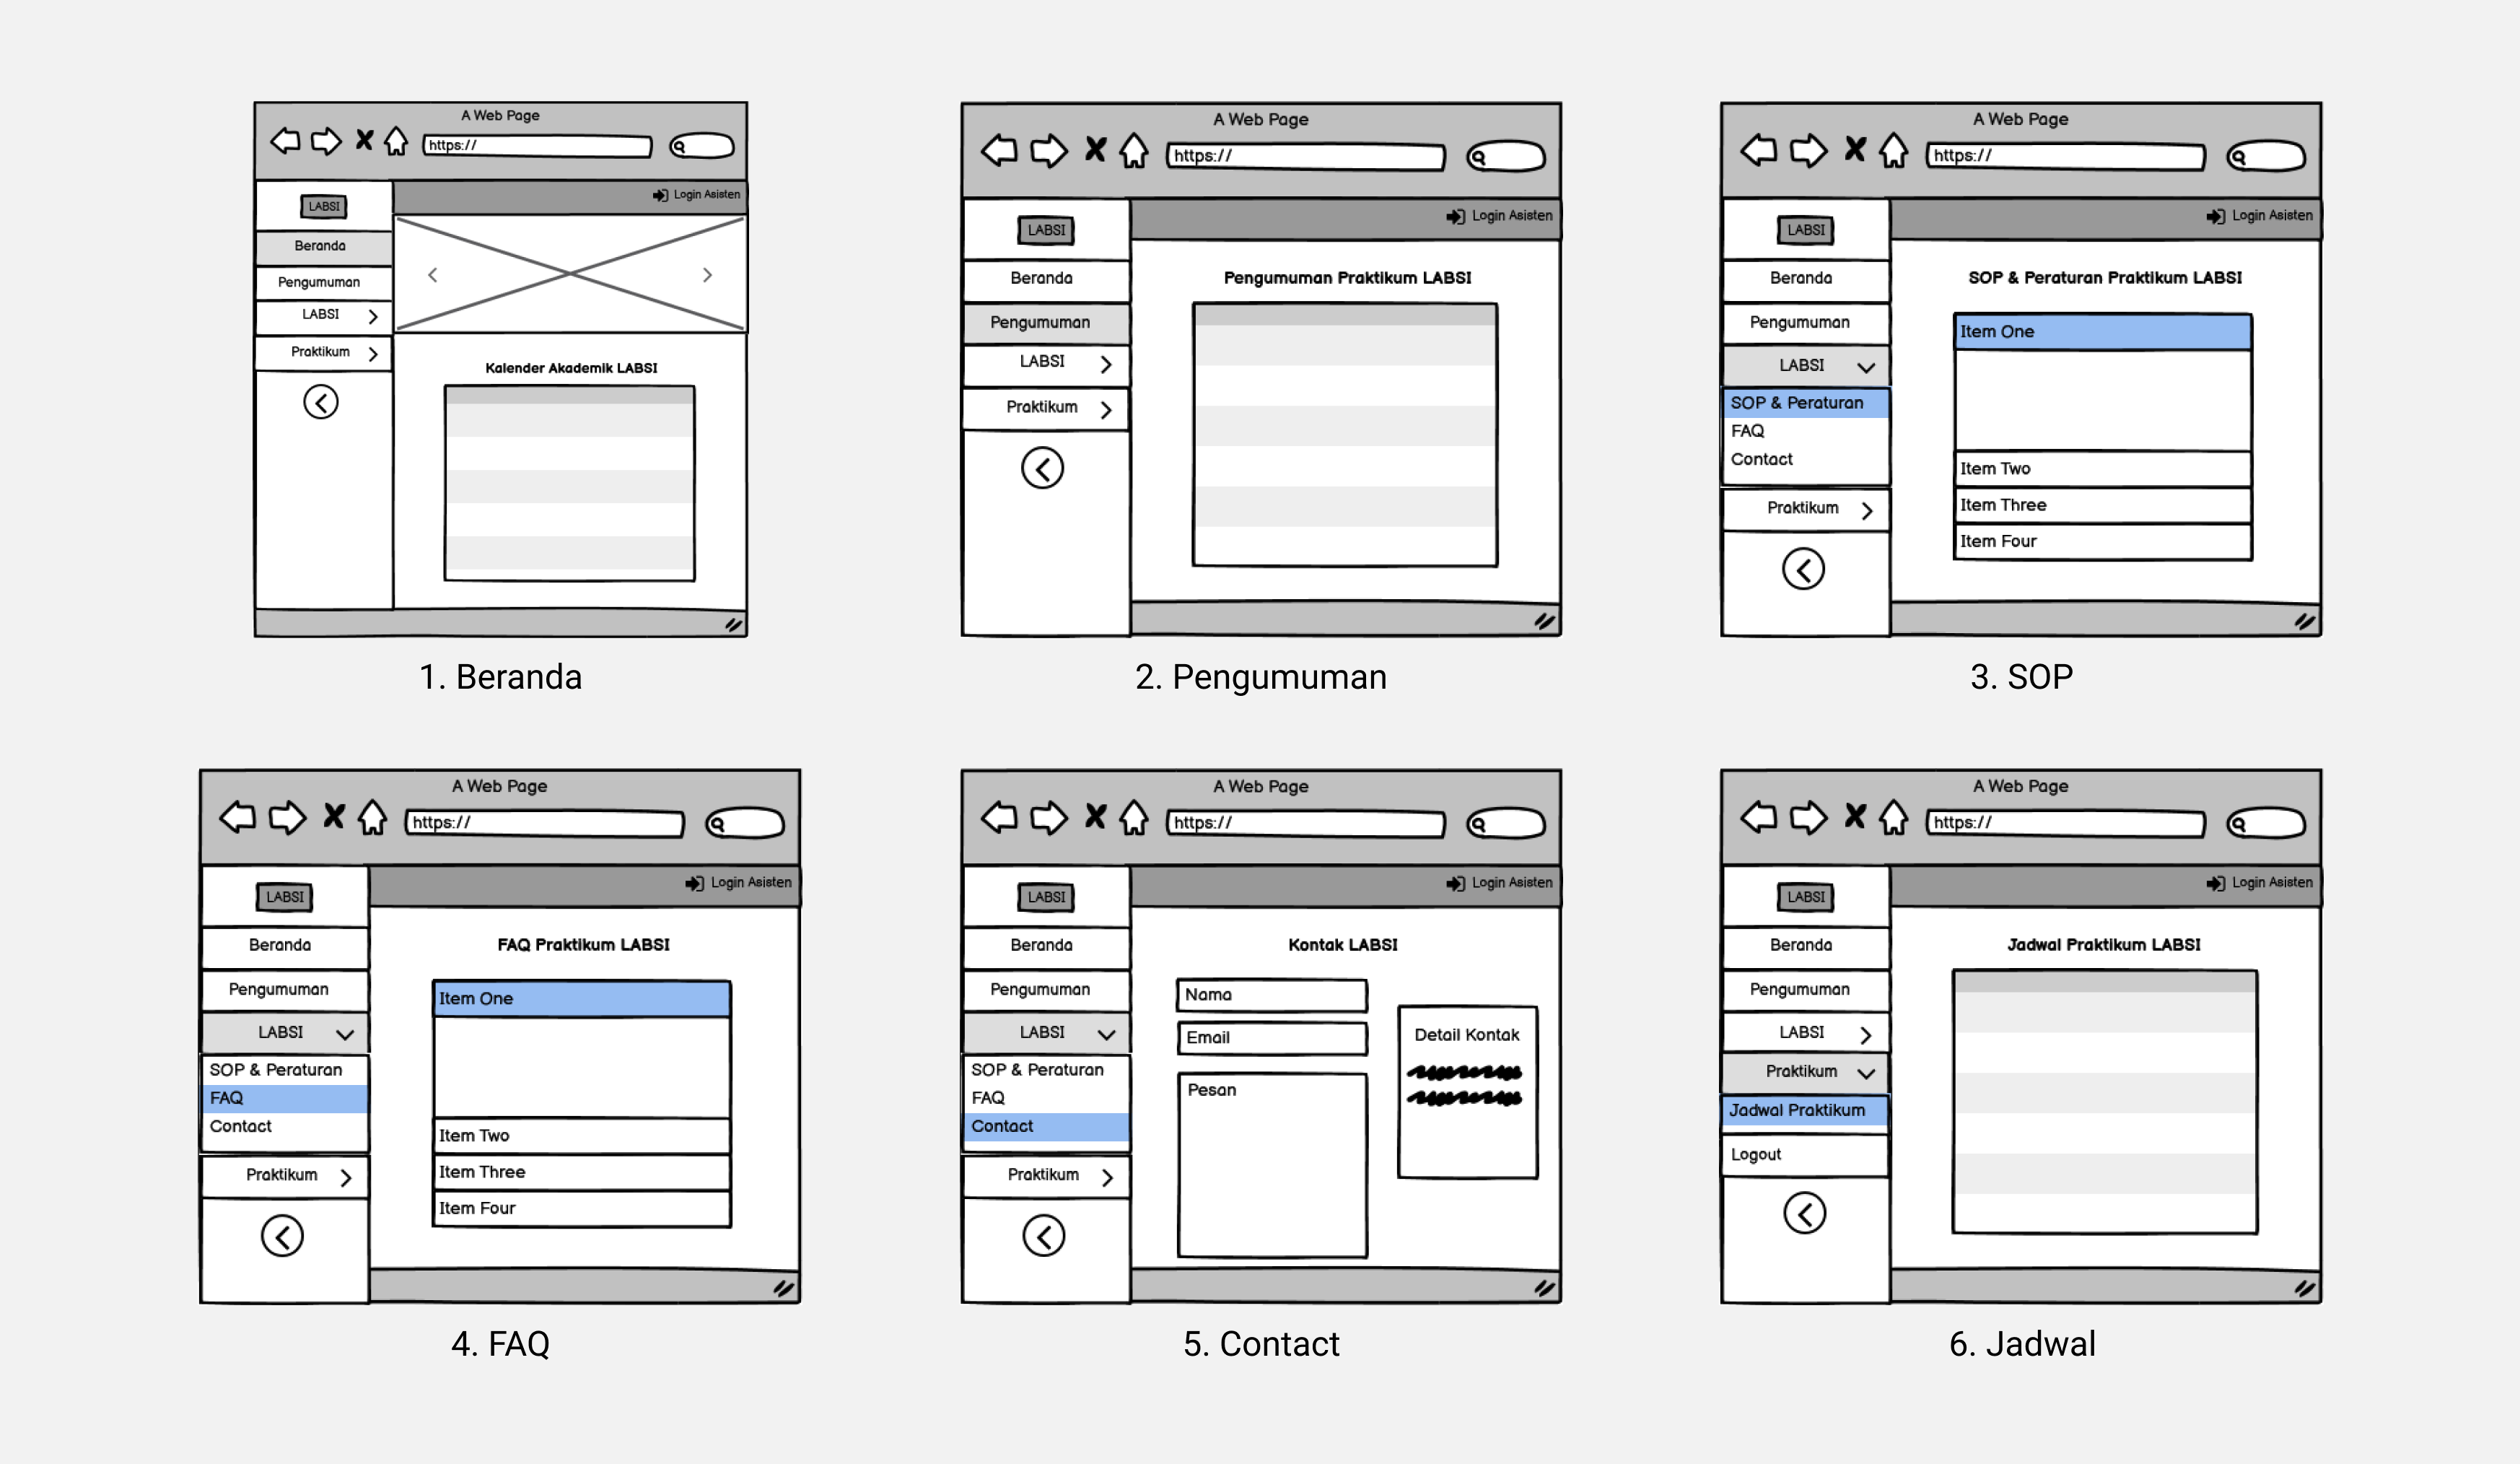 A Web Page
https://
LABSI
Login Asisten
Beranda
Pengumuman
LABSI
Praktikum
Kalender Akademik LABSI
1. Beranda
A Web Page
https://
LABSI
Login Asisten
Beranda
Pengumuman
LABSI
Praktikum
Pengumuman Praktikum LABSI
2. Pengumuman
A Web Page
https://
LABSI
Login Asisten
Beranda
Pengumuman
LABSI
SOP & Peraturan
FAQ
Contact
Praktikum
SOP & Peraturan Praktikum LABSI
Item One
Item Two
Item Three
Item Four
3. SOP
A Web Page
https://
LABSI
Login Asisten
Beranda
Pengumuman
LABSI
SOP & Peraturan
FAQ
Contact
Praktikum
FAQ Praktikum LABSI
Item One
Item Two
Item Three
Item Four
4. FAQ
A Web Page
https://
LABSI
Login Asisten
Beranda
Pengumuman
LABSI
SOP & Peraturan
FAQ
Contact
Praktikum
Kontak LABSI
Nama
Email
Pesan
Detail Kontak
5. Contact
A Web Page
https://
LABSI
Login Asisten
Beranda
Pengumuman
LABSI
Praktikum
Jadwal Praktikum
Logout
Jadwal Praktikum LABSI
6. Jadwal